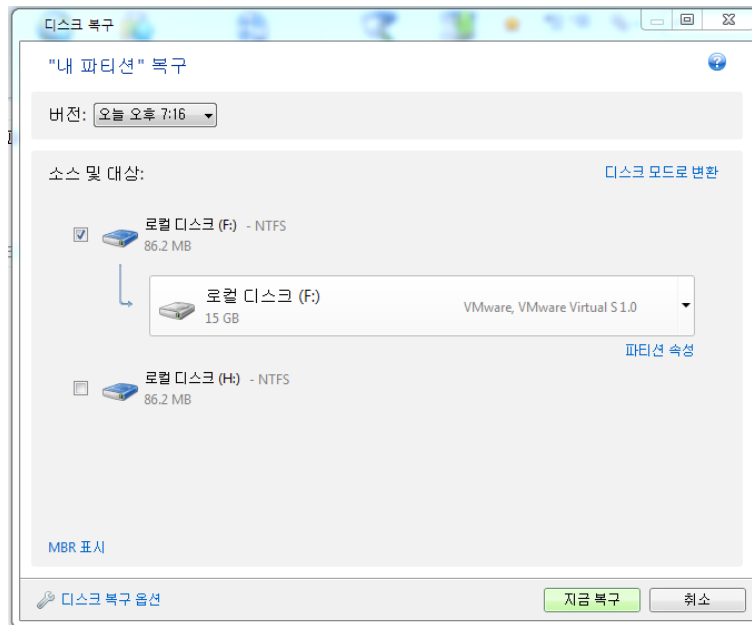 디스크 복구
"내 파티션" 복구
버전: 오늘 오후 7:16
소스 및 대상:
디스크 모드로 변환
로컬 디스크 (F:) - NTFS
86.2 MB
로컬 디스크 (F:)
15 GB
VMware, VMware Virtual S 1.0
파티션 속성
로컬 디스크 (H:) - NTFS
86.2 MB
MBR 표시
디스크 복구 옵션
지금 복구
취소